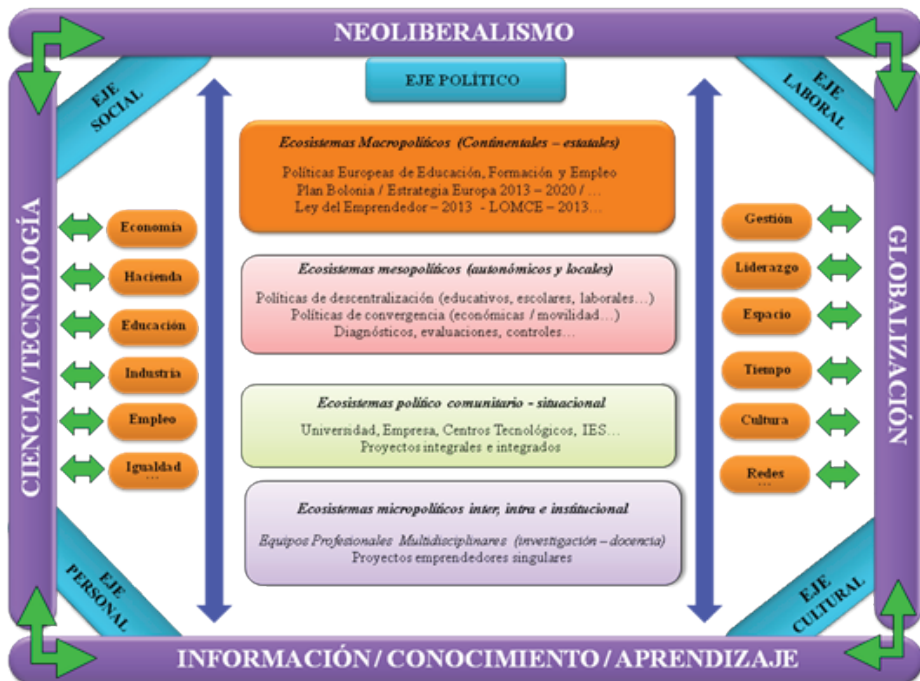 NEOLIBERALISMO
EJE
SOCIAL
EJE POLÍTICO
EJE
LABORAL
CIENCIA / TECNOLOGÍA
Economía
Hacienda
Educación
Industria
Empleo
Igualdad
...
Ecosistemas Macropolíticos (Continentales – estatales)
Políticas Europeas de Educación, Formación y Empleo
Plan Bolonia / Estrategia Europa 2013 – 2020 / …
Ley del Emprendedor – 2013 - LOMCE – 2013…
Ecosistemas mesopolíticos (autonómicos y locales)
Políticas de descentralización (educativos, escolares, laborales…)
Políticas de convergencia (económicas / movilidad…)
Diagnósticos, evaluaciones, controles…
Ecosistemas político comunitario - situacional
Universidad, Empresa, Centros Tecnológicos, IES…
Proyectos integrales e integrados
Ecosistemas micropolíticos inter, intra e institucional
Equipos Profesionales Multidisciplinares (investigación – docencia)
Proyectos emprendedores singulares
Gestión
Liderazgo
Espacio
Tiempo
Cultura
Redes
...
GLOBALIZACIÓN
EJE
PERSONAL
EJE
CULTURAL
INFORMACIÓN / CONOCIMIENTO / APRENDIZAJE